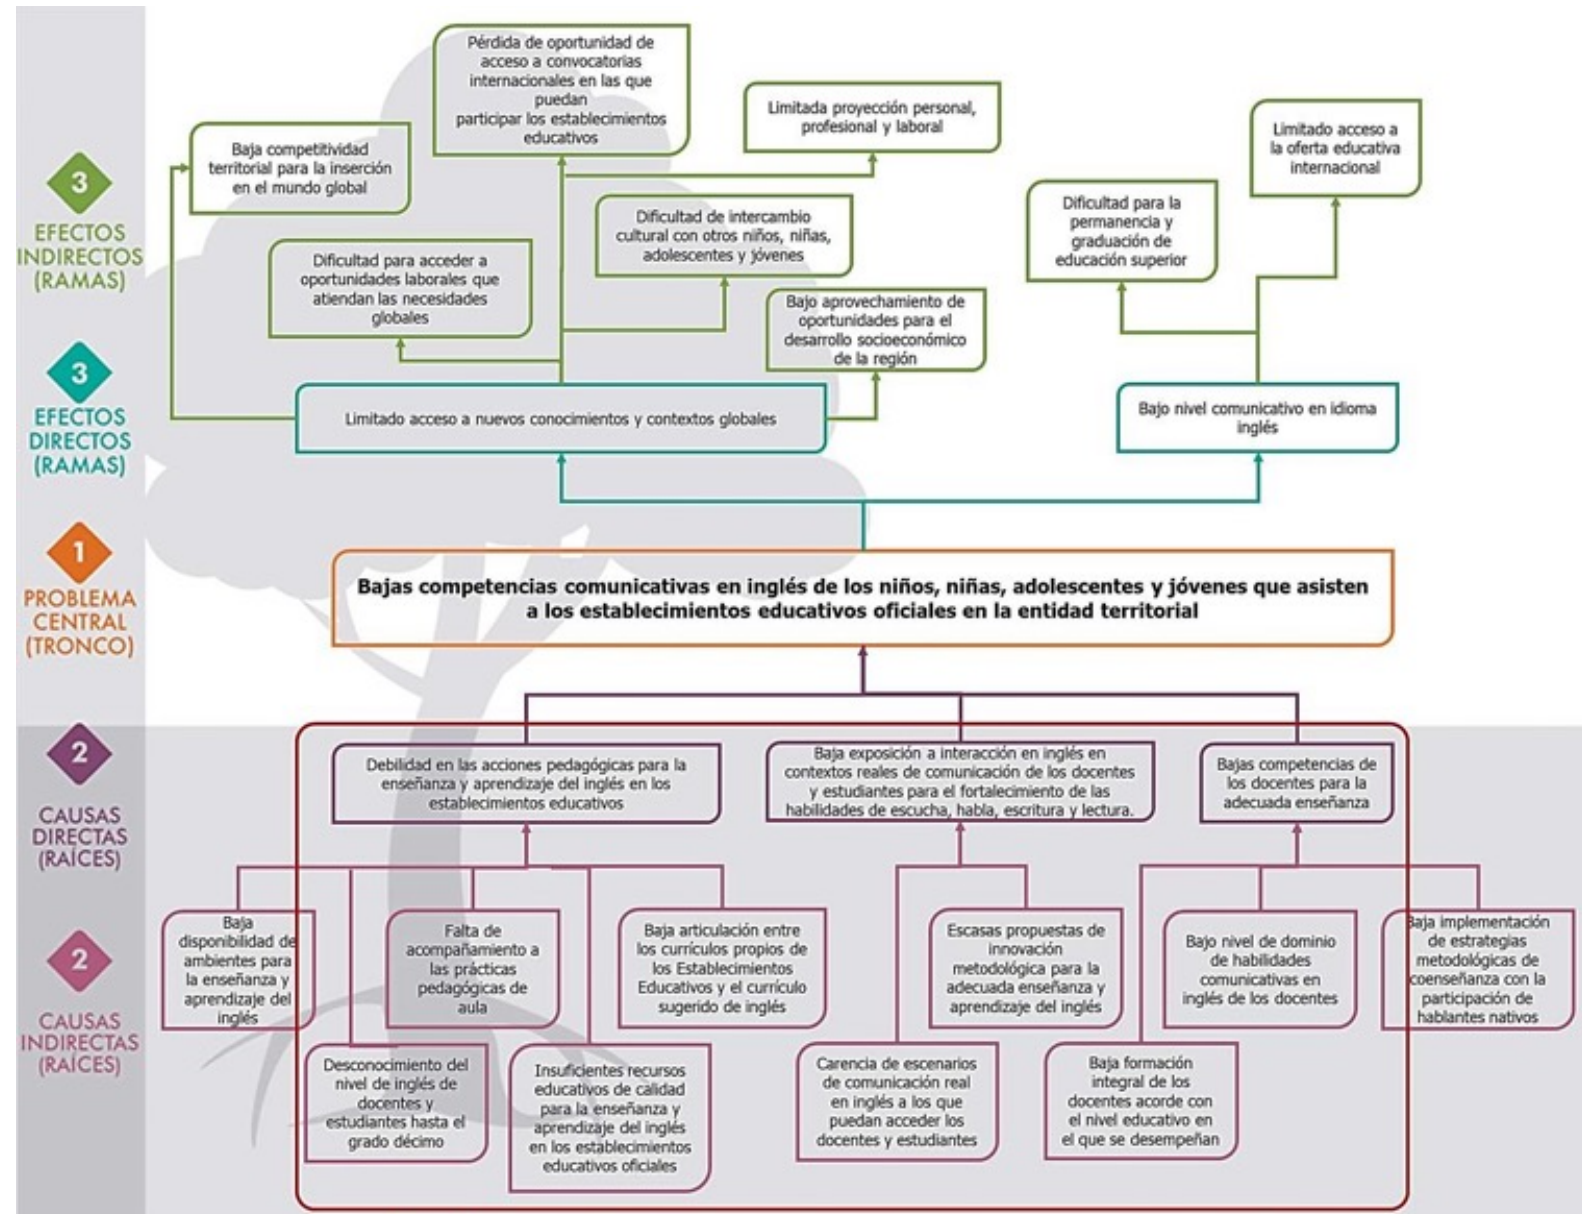 Pérdida de oportunidad de
acceso a convocatorias
internacionales en las que
puedan
participar los establecimientos
educativos
Limitada proyección personal,
profesional y laboral
Limitado acceso a
la oferta educativa
internacional
Baja competitividad
territorial para la inserción
en el mundo global
3
EFECTOS
INDIRECTOS
(RAMAS)
Dificultad para la
permanencia y
graduación de
educación superior
Dificultad de intercambio
cultural con otros niños, niñas,
adolescentes y jóvenes
Dificultad para acceder a
oportunidades laborales que
atiendan las necesidades
globales
Bajo aprovechamiento de
oportunidades para el
desarrollo socioeconómico
de la región
3
EFECTOS
DIRECTOS
(RAMAS)
Limitado acceso a nuevos conocimientos y contextos globales
Bajo nivel comunicativo en idioma
inglés
1
PROBLEMA
CENTRAL
(TRONCO)
Bajas competencias comunicativas en inglés de los niños, niñas, adolescentes y jóvenes que asisten
a los establecimientos educativos oficiales en la entidad territorial
2
CAUSAS
DIRECTAS
(RAÍCES)
Debilidad en las acciones pedagógicas para la
enseñanza y aprendizaje del inglés en los
establecimientos educativos
Baja exposición a interacción en inglés en
contextos reales de comunicación de los docentes
y estudiantes para el fortalecimiento de las
habilidades de escucha, habla, escritura y lectura.
Bajas competencias de
los docentes para la
adecuada enseñanza
2
CAUSAS
INDIRECTAS
(RAÍCES)
Baja
disponibilidad de
ambientes para
la enseñanza y
aprendizaje del
inglés
Falta de
acompañamiento a
las prácticas
pedagógicas de
aula
Baja articulación entre
los currículos propios de
los Establecimientos
Educativos y el currículo
sugerido de inglés
Escasas propuestas de
innovación
metodológica para la
adecuada enseñanza y
aprendizaje del inglés
Bajo nivel de dominio
de habilidades
comunicativas en
inglés de los docentes
Baja implementación
de estrategias
metodológicas de
coenseñanza con la
participación de
hablantes nativos
Desconocimiento del
nivel de inglés de
docentes y
estudiantes hasta el
grado décimo
Insuficientes recursos
educativos de calidad
para la enseñanza y
aprendizaje del inglés
en los establecimientos
educativos oficiales
Carencia de escenarios
de comunicación real
en inglés a los que
puedan acceder los
docentes y estudiantes
Baja formación
integral de los
docentes acorde con
el nivel educativo en
el que se desempeñan